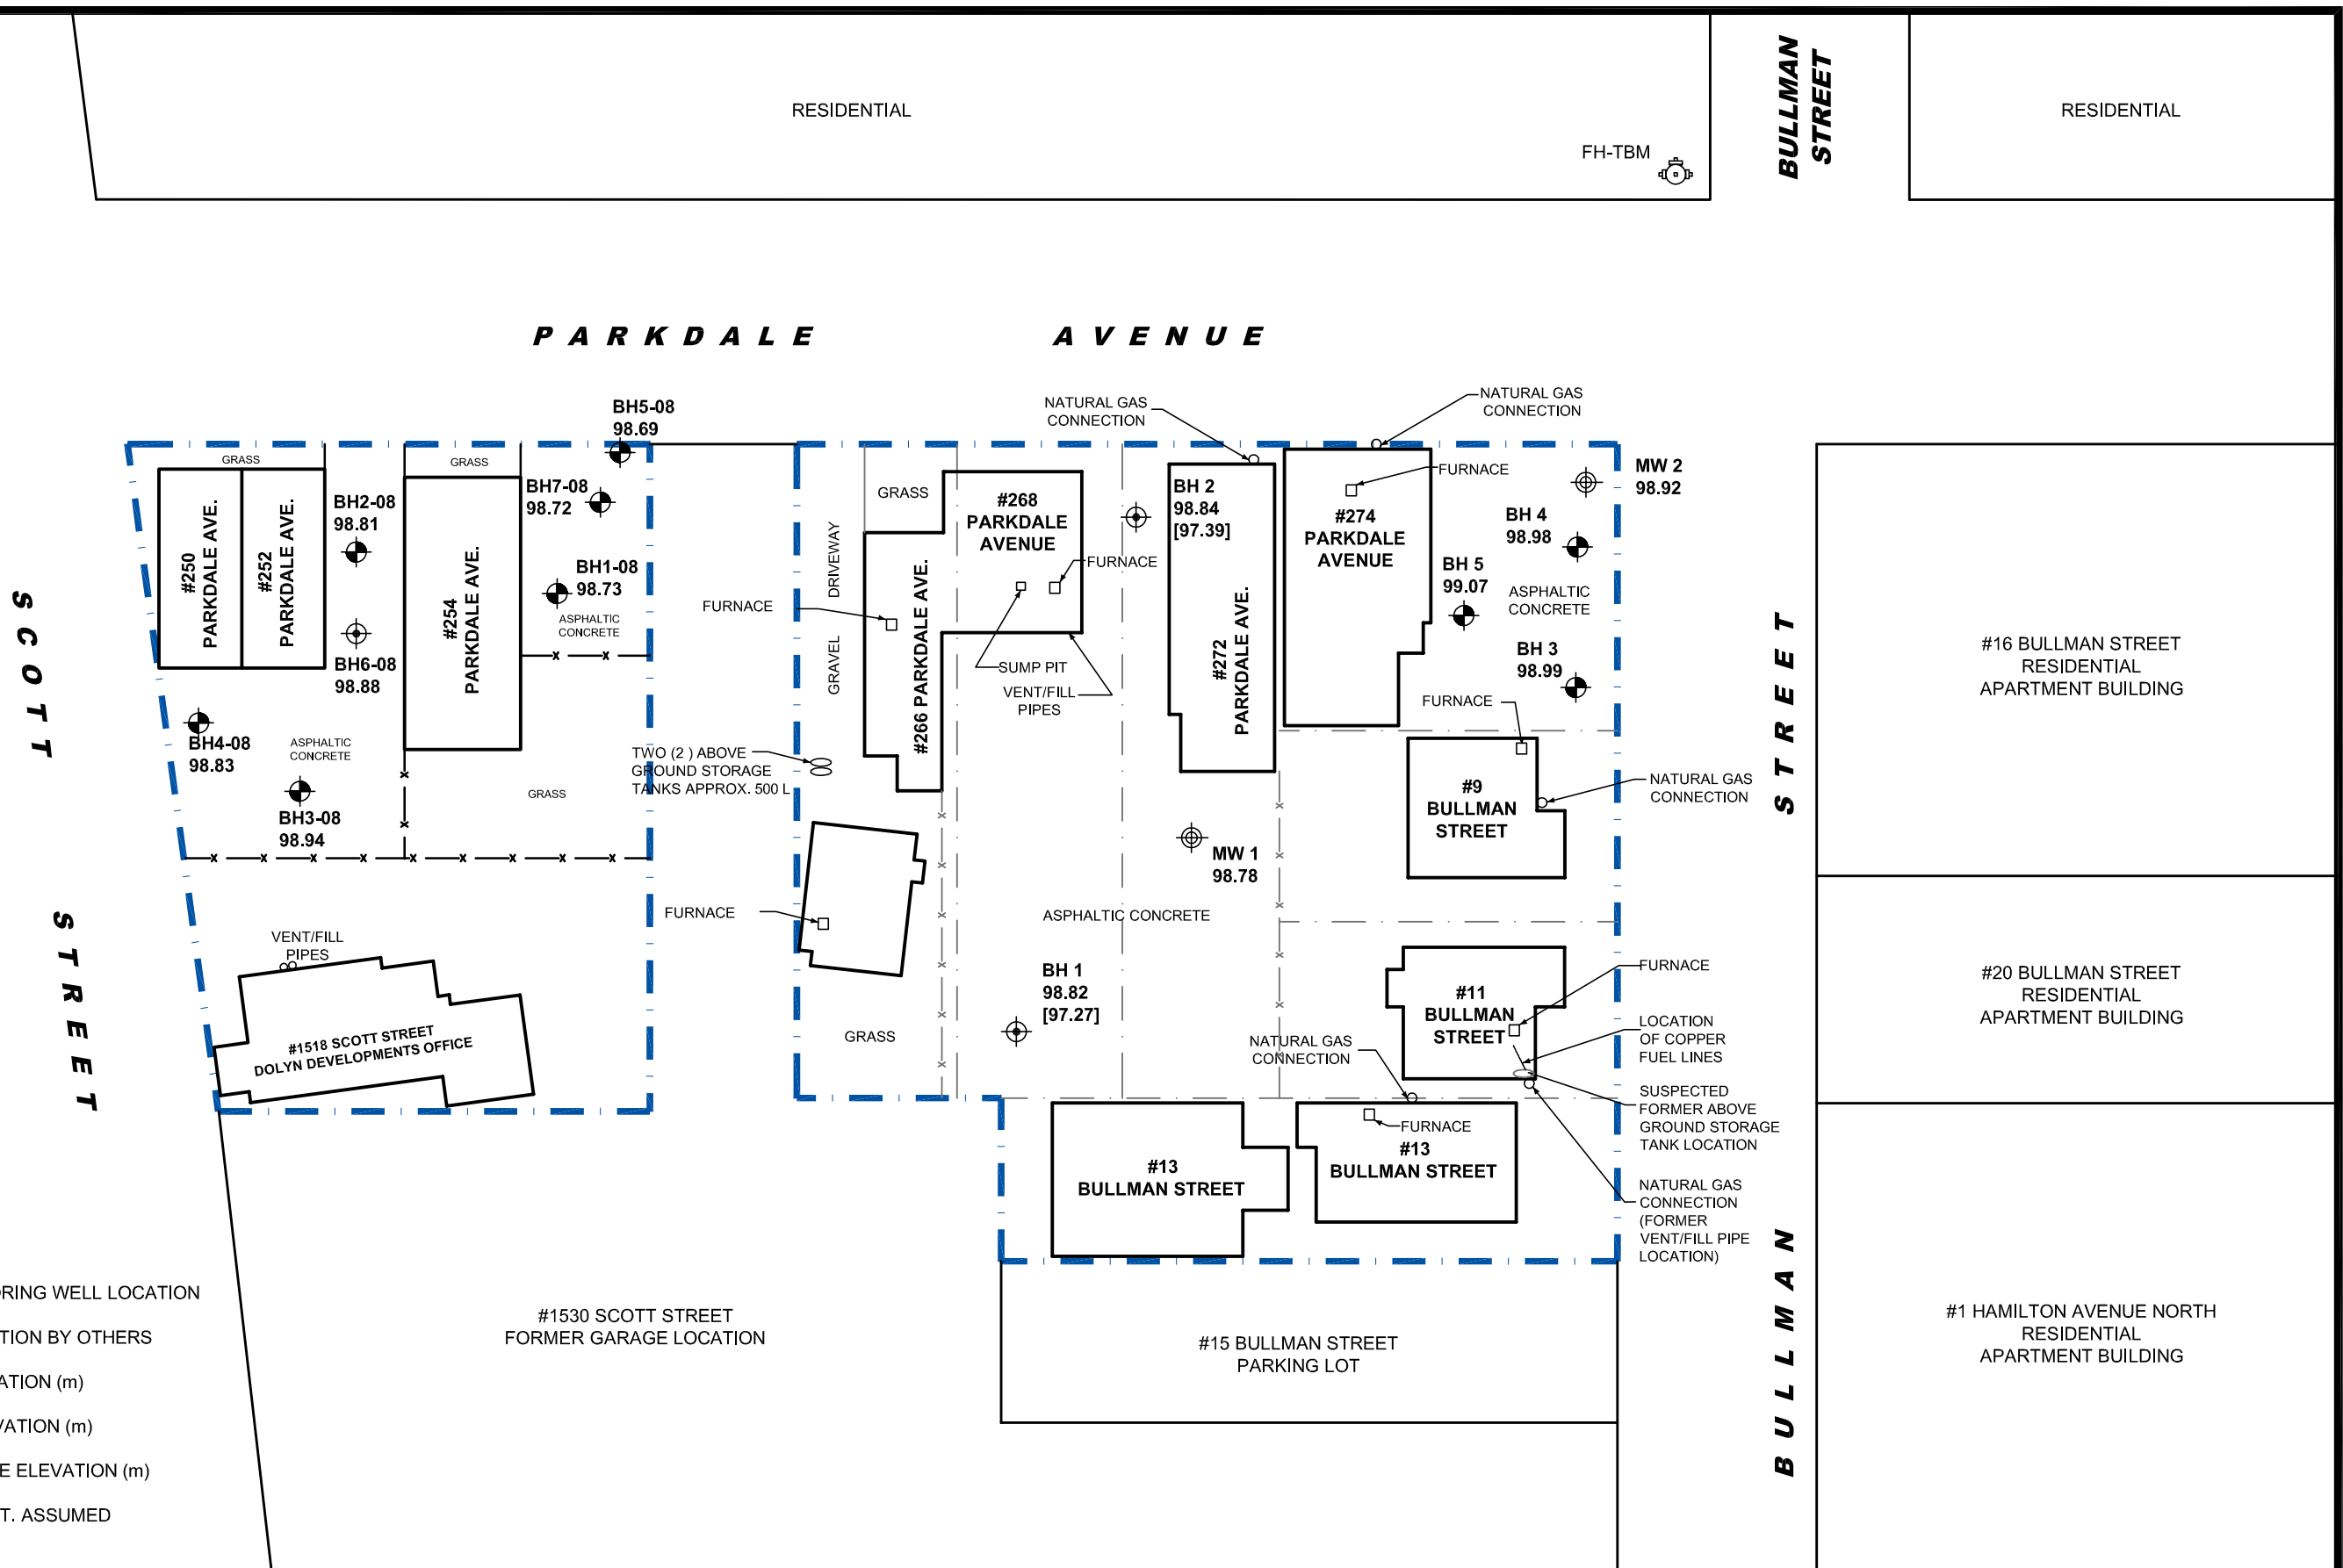 RESIDENTIAL
FH-TBM
BULLMAN
STREET
RESIDENTIAL
PARKDALE AVENUE
SCOTT STREET
BH5-08
98.69
GRASS
GRASS
#250
PARKDALE AVE.
#252
PARKDALE AVE.
BH2-08
98.81
#254
PARKDALE AVE.
BH7-08
98.72
BH1-08
98.73
ASPHALTIC
CONCRETE
BH6-08
98.88
BH4-08
98.83
ASPHALTIC
CONCRETE
BH3-08
98.94
GRASS
VENT/FILL
PIPES
#1518 SCOTT STREET
DOLYN DEVELOPMENTS OFFICE
NATURAL GAS
CONNECTION
NATURAL GAS
CONNECTION
GRASS
GRAVEL DRIVEWAY
#268
PARKDALE
AVENUE
FURNACE
FURNACE
#266 PARKDALE AVE.
SUMP PIT
VENT/FILL
PIPES
TWO (2 ) ABOVE
GROUND STORAGE
TANKS APPROX. 500 L
FURNACE
GRASS
BH 2
98.84
[97.39]
#272
PARKDALE AVE.
FURNACE
#274
PARKDALE
AVENUE
MW 2
98.92
BH 4
98.98
BH 5
99.07
ASPHALTIC
CONCRETE
BH 3
98.99
FURNACE
#9
BULLMAN
STREET
NATURAL GAS
CONNECTION
MW 1
98.78
ASPHALTIC CONCRETE
BH 1
98.82
[97.27]
#11
BULLMAN
STREET
FURNACE
LOCATION
OF COPPER
FUEL LINES
NATURAL GAS
CONNECTION
SUSPECTED
FORMER ABOVE
GROUND STORAGE
TANK LOCATION
#13
BULLMAN STREET
FURNACE
#13
BULLMAN STREET
NATURAL GAS
CONNECTION
(FORMER
VENT/FILL PIPE
LOCATION)
BULLMAN STREET
#16 BULLMAN STREET
RESIDENTIAL
APARTMENT BUILDING
#20 BULLMAN STREET
RESIDENTIAL
APARTMENT BUILDING
#1 HAMILTON AVENUE NORTH
RESIDENTIAL
APARTMENT BUILDING
#1530 SCOTT STREET
FORMER GARAGE LOCATION
#15 BULLMAN STREET
PARKING LOT
WELL LOCATION
BY OTHERS
(m)
(m)
ELEVATION (m)
ASSUMED